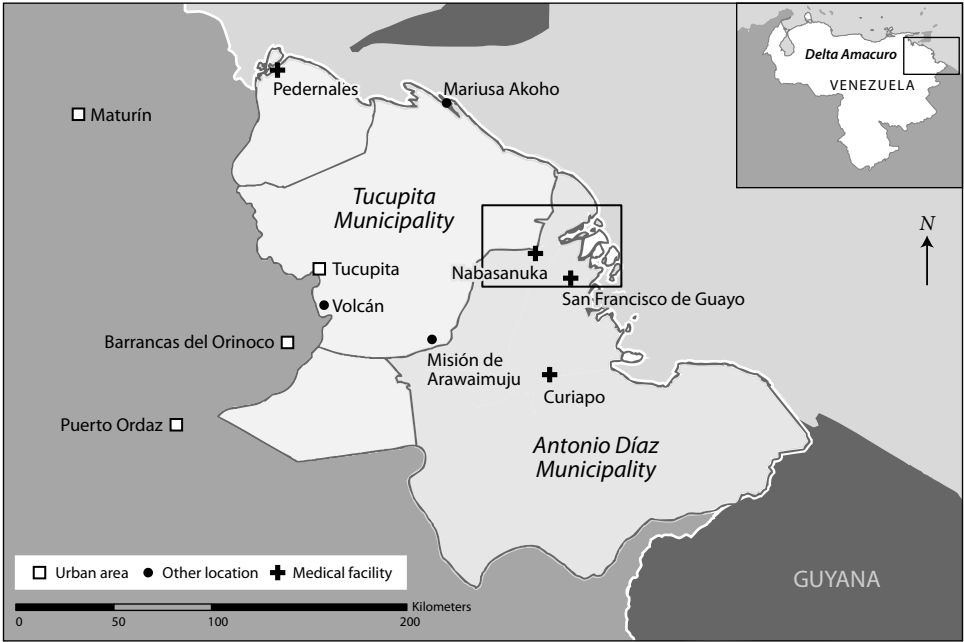 Delta Amacuro
VENEZUELA
Pedernales
Mariusa Akoho
Maturín
Tucupita
Municipality
N
Tucupita
Nabasanuka
San Francisco de Guayo
Volcán
Barrancas del Orinoco
Misión de
Arawaimuju
Curiapo
Puerto Ordaz
Antonio Díaz
Municipality
GUYANA
Urban area
Other location
Medical facility
Kilometers
0 50 100 200